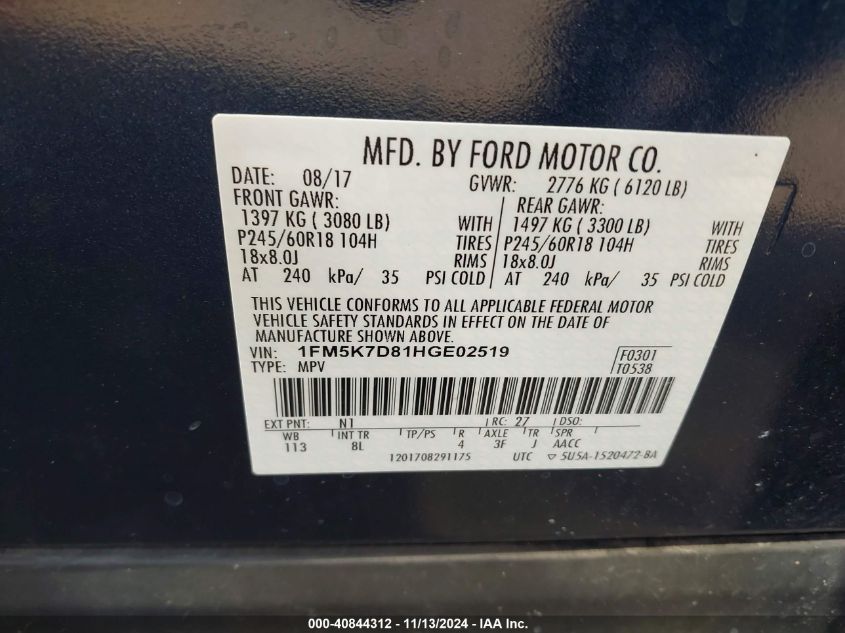 MFD. BY FORD MOTOR CO.
DATE: 08/17 GVWR: 2776 KG ( 6120 LB)
FRONT GAWR: REAR GAWR:
1397 KG ( 3080 LB) WITH 1497 KG ( 3300 LB) WITH
P245/60R18 104H TIRES P245/60R18 104H TIRES
18x8.0J RIMS 18x8.0J RIMS
AT 240 kPa/ 35 PSI COLD AT 240 kPa/ 35 PSI COLD
THIS VEHICLE CONFORMS TO ALL APPLICABLE FEDERAL MOTOR
VEHICLE SAFETY STANDARDS IN EFFECT ON THE DATE OF
MANUFACTURE SHOWN ABOVE.
VIN: 1FM5K7D81HGE02519 F0301
TYPE: MPV T0538
EXT PNT: N1 RC: 27 DSO:
WB INT TR TP/PS R AXLE TR SPR
113 8L 4 3F J AACC
1201708291175 UTC ▽ 5U5A-1520472-BA
000-40844312 - 11/13/2024 - IAA Inc.